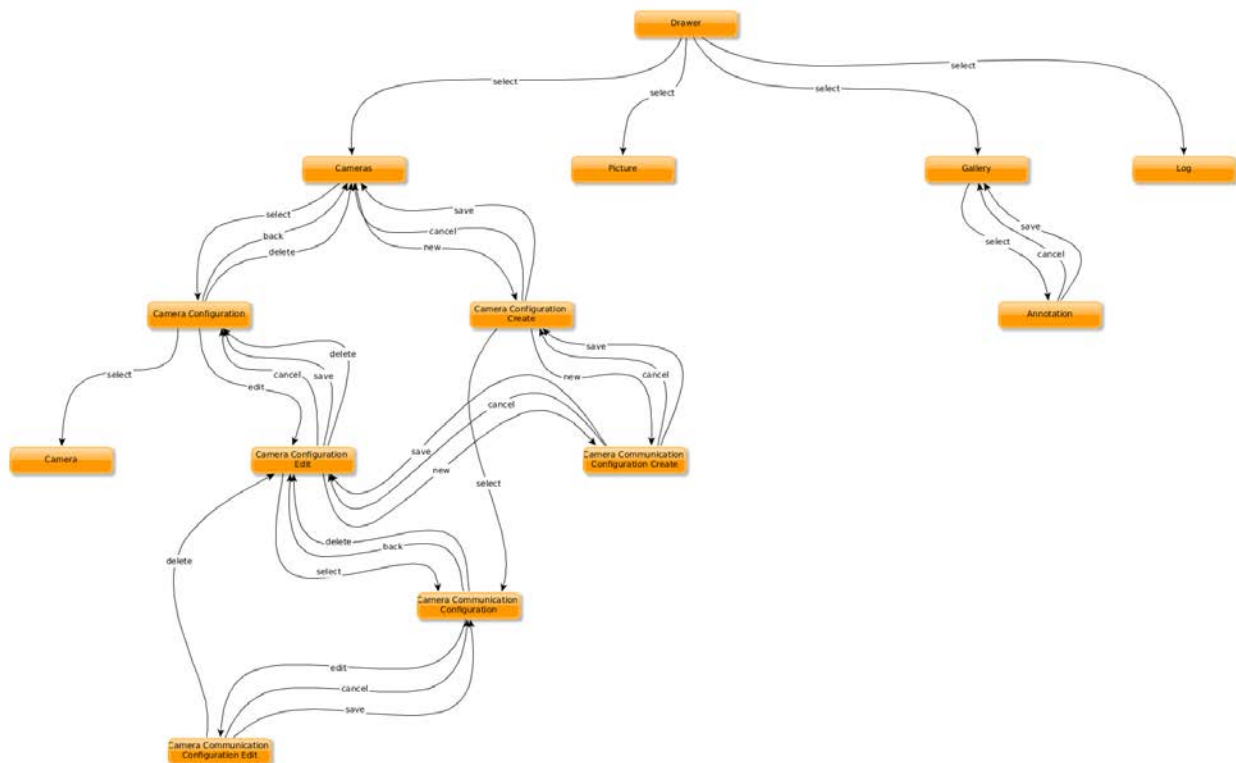 Drawer
select
select
select
select
Cameras
Picture
Gallery
Log
select
back
delete
save
cancel
new
select
save
cancel
Camera Configuration
Camera Configuration
Create
Annotation
select
edit
cancel
save
delete
new
cancel
save
Camera
Camera Configuration
Edit
Camera Communication
Configuration Create
save
cancel
new
select
delete
back
select
delete
Camera Communication
Configuration
edit
cancel
save
Camera Communication
Configuration Edit